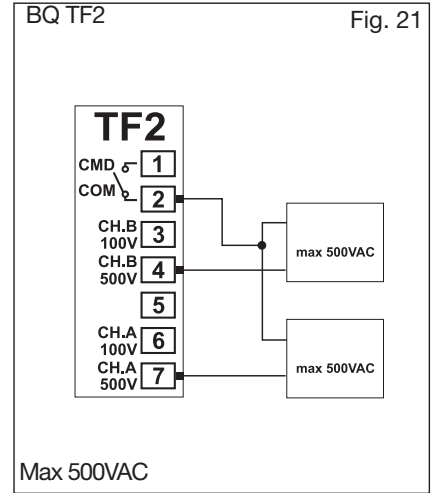 BQ TF2
Fig. 21
TF2
CMD 1
COM 2
CH.B
100V 3
CH.B
500V 4
5
CH.A
100V 6
CH.A
500V 7
max 500VAC
max 500VAC
Max 500VAC